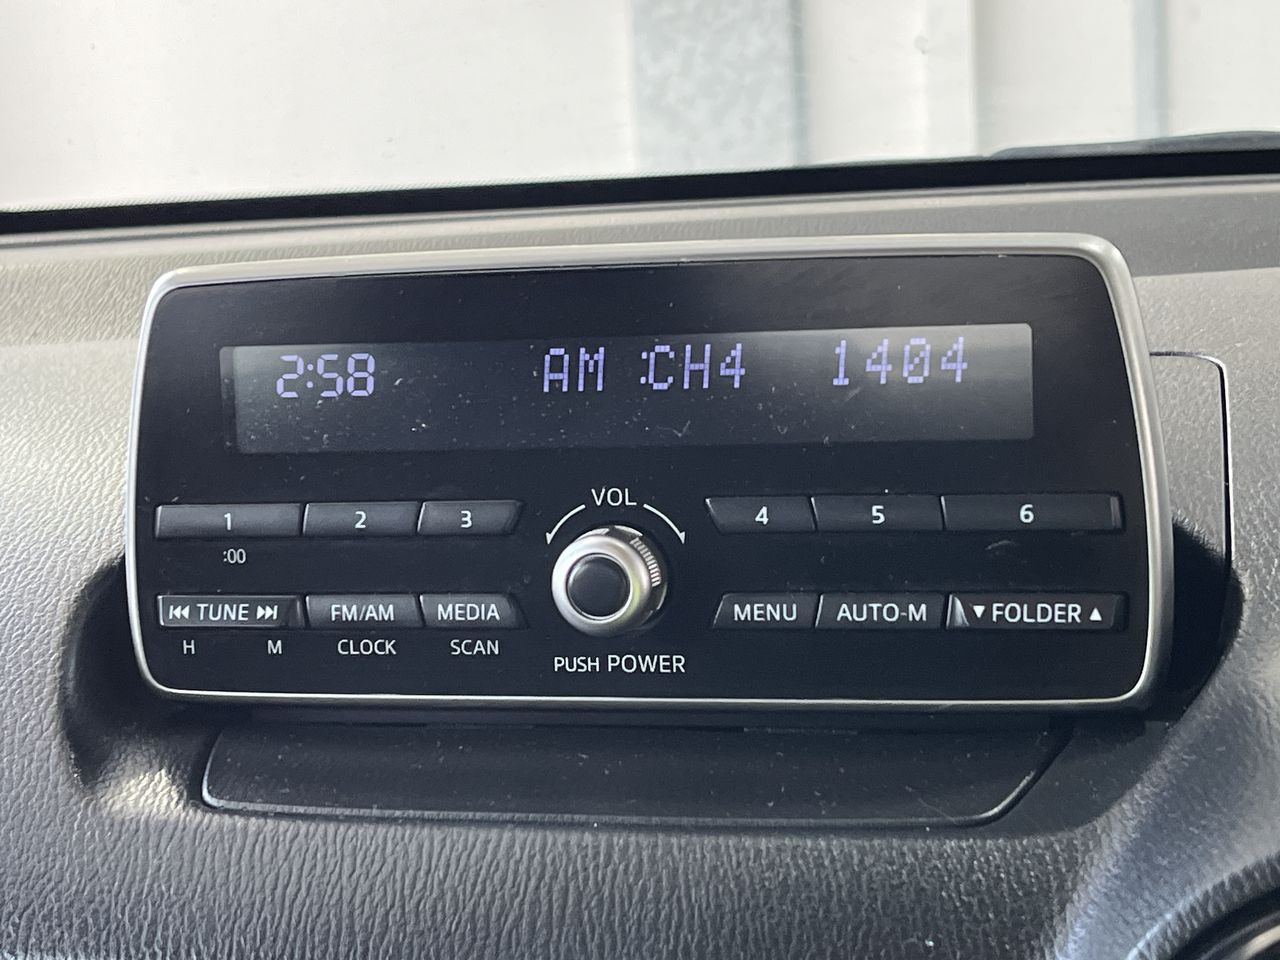 2:58 AM :CH4 1404
VOL
1 2 3 4 5 6
:00
TUNE FM/AM MEDIA MENU AUTO-M ▼ FOLDER ▲
H M CLOCK SCAN
PUSH POWER